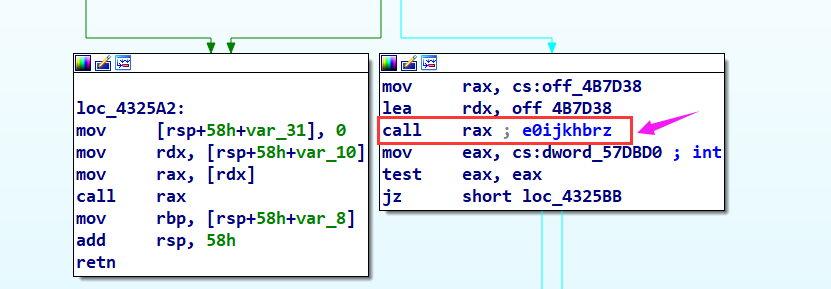 loc_4325A2:
mov [rsp+58h+var_31], 0
mov rdx, [rsp+58h+var_10]
mov rax, [rdx]
call rax
mov rbp, [rsp+58h+var_8]
add rsp, 58h
retn
mov rax, cs:off_4B7D38
lea rdx, off_4B7D38
call rax ; e0ijkhbrz
mov eax, cs:dword_57DBD0 ; int
test eax, eax
jz short loc_4325BB